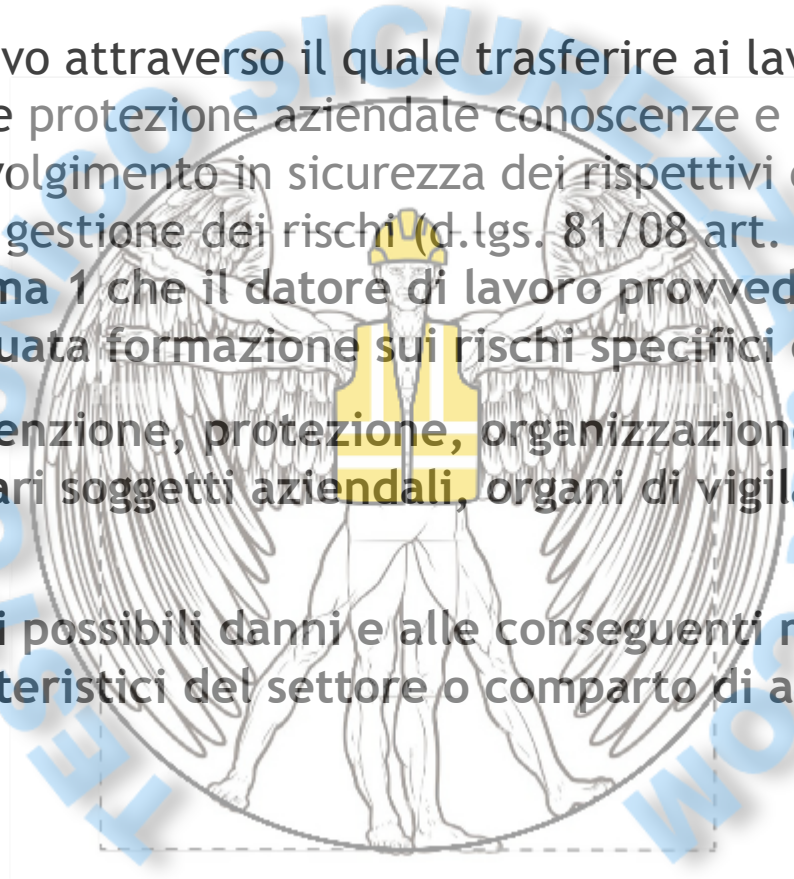 vo attraverso il quale trasferire ai lav
e protezione aziendale conoscenze e
olgimento in sicurezza dei rispettivi
gestione dei rischi (d.lgs. 81/08 art.
ma 1 che il datore di lavoro provved
uata formazione sui rischi specifici
enzione, protezione, organizzazion
ari soggetti aziendali, organi di vigil
i possibili danni e alle conseguenti
teristici del settore o comparto di a